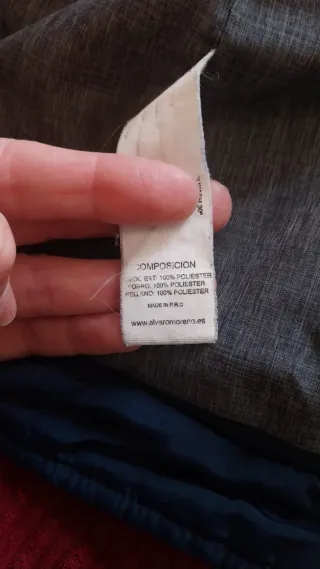 COMPOSICION
EXT: 100% POLIESTER
FORRO: 100% POLIESTER
RELLENO: 100% POLIESTER
MADE IN P.R.C
www.alvaromoreno.es